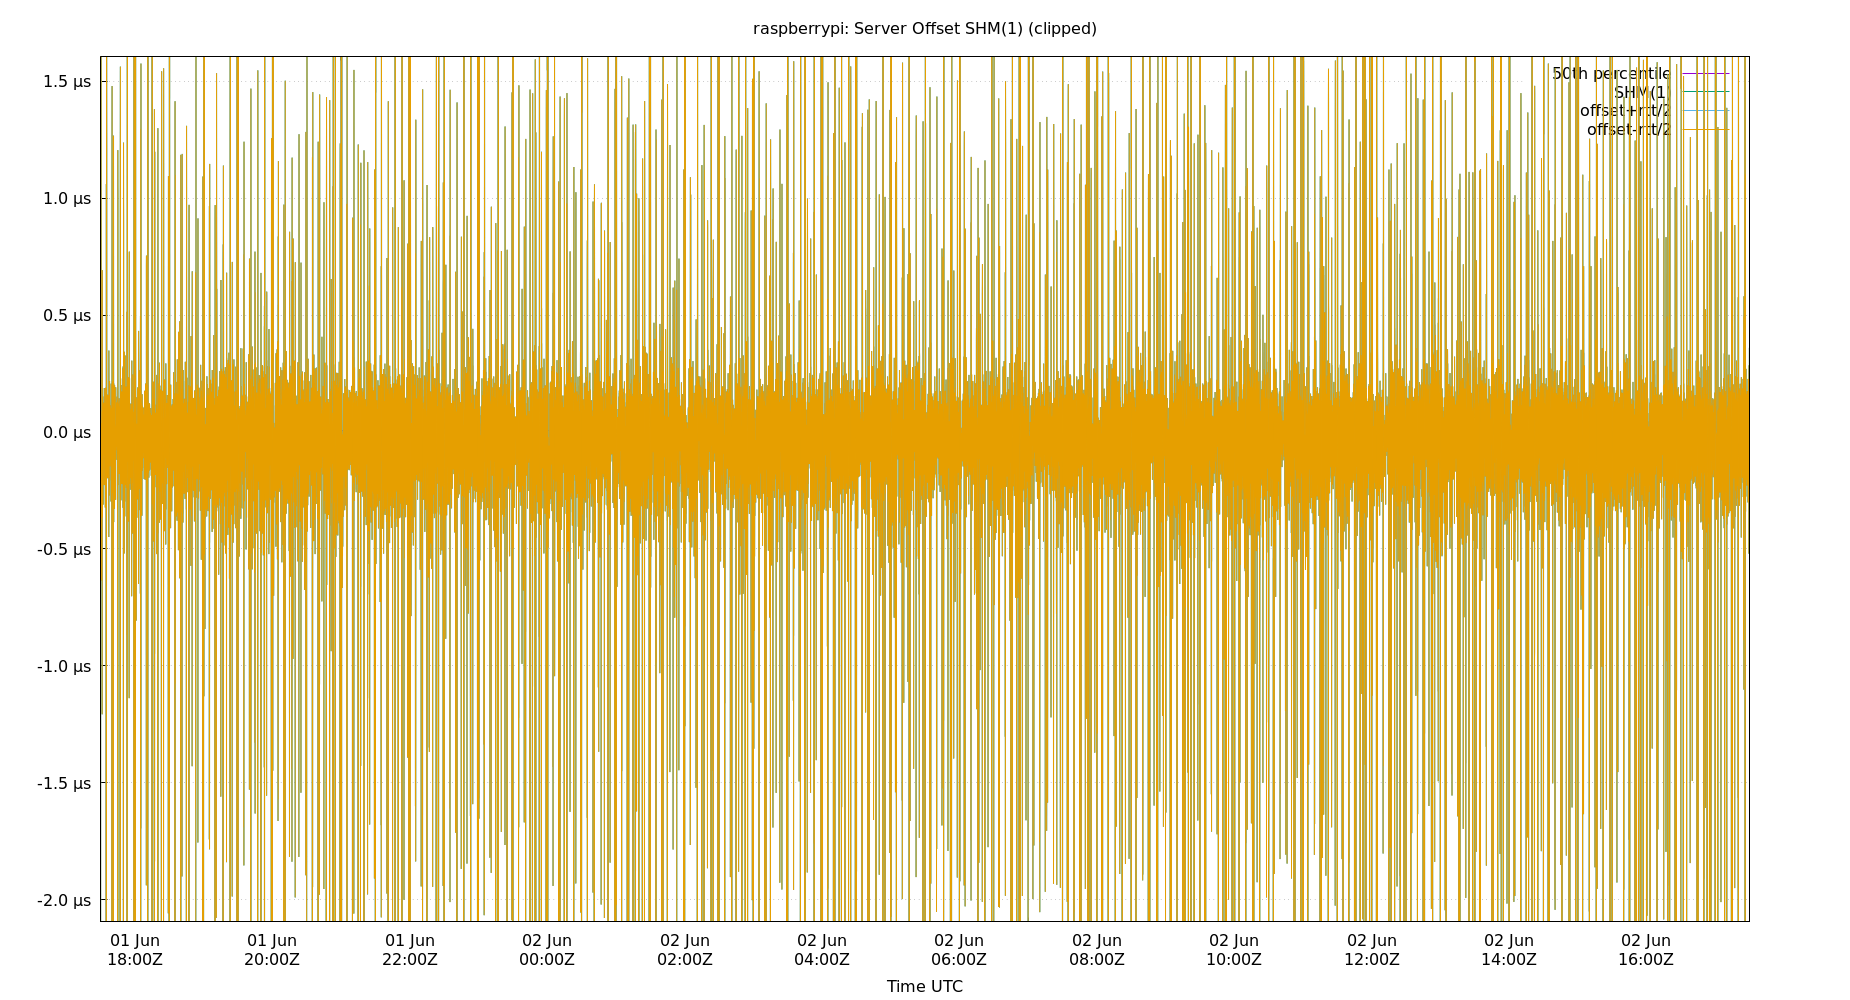 raspberrypi: Server Offset SHM(1) (clipped)
50th percentile
SHM(1)
offset+rtt/2
offset-rtt/2
1.5 µs
1.0 µs
0.5 µs
0.0 µs
-0.5 µs
-1.0 µs
-1.5 µs
-2.0 µs
01 Jun 01 Jun 01 Jun 02 Jun 02 Jun 02 Jun 02 Jun 02 Jun 02 Jun 02 Jun 02 Jun 02 Jun
18:00Z 20:00Z 22:00Z 00:00Z 02:00Z 04:00Z 06:00Z 08:00Z 10:00Z 12:00Z 14:00Z 16:00Z
Time UTC